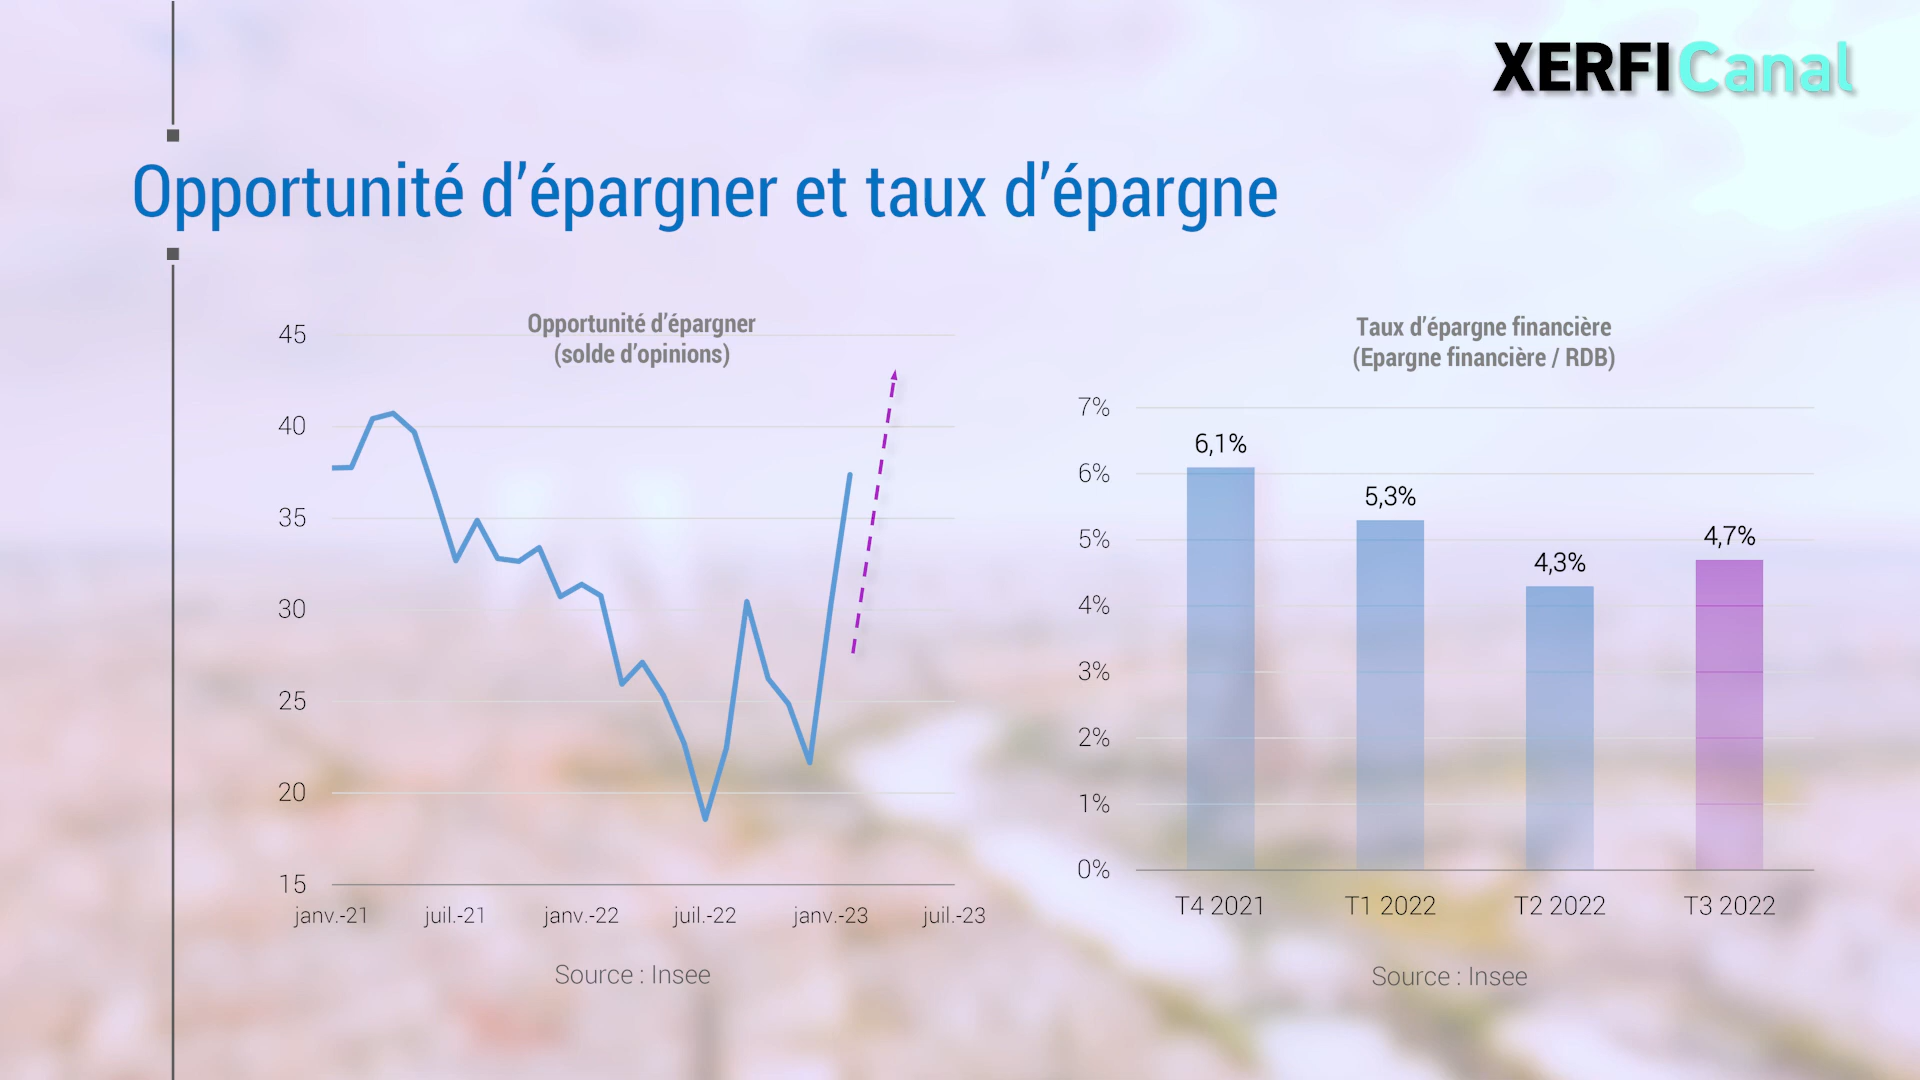 XERFI Canal
Opportunité d’épargner et taux d’épargne
Opportunité d’épargner
(solde d’opinions)
45
40
35
30
25
20
15
janv.-21 juil.-21 janv.-22 juil.-22 janv.-23 juil.-23
Source : Insee
Taux d’épargne financière
(Epargne financière / RDB)
7%
6%
5%
4%
3%
2%
1%
0%
6,1%
5,3%
4,3%
4,7%
T4 2021 T1 2022 T2 2022 T3 2022
Source : Insee